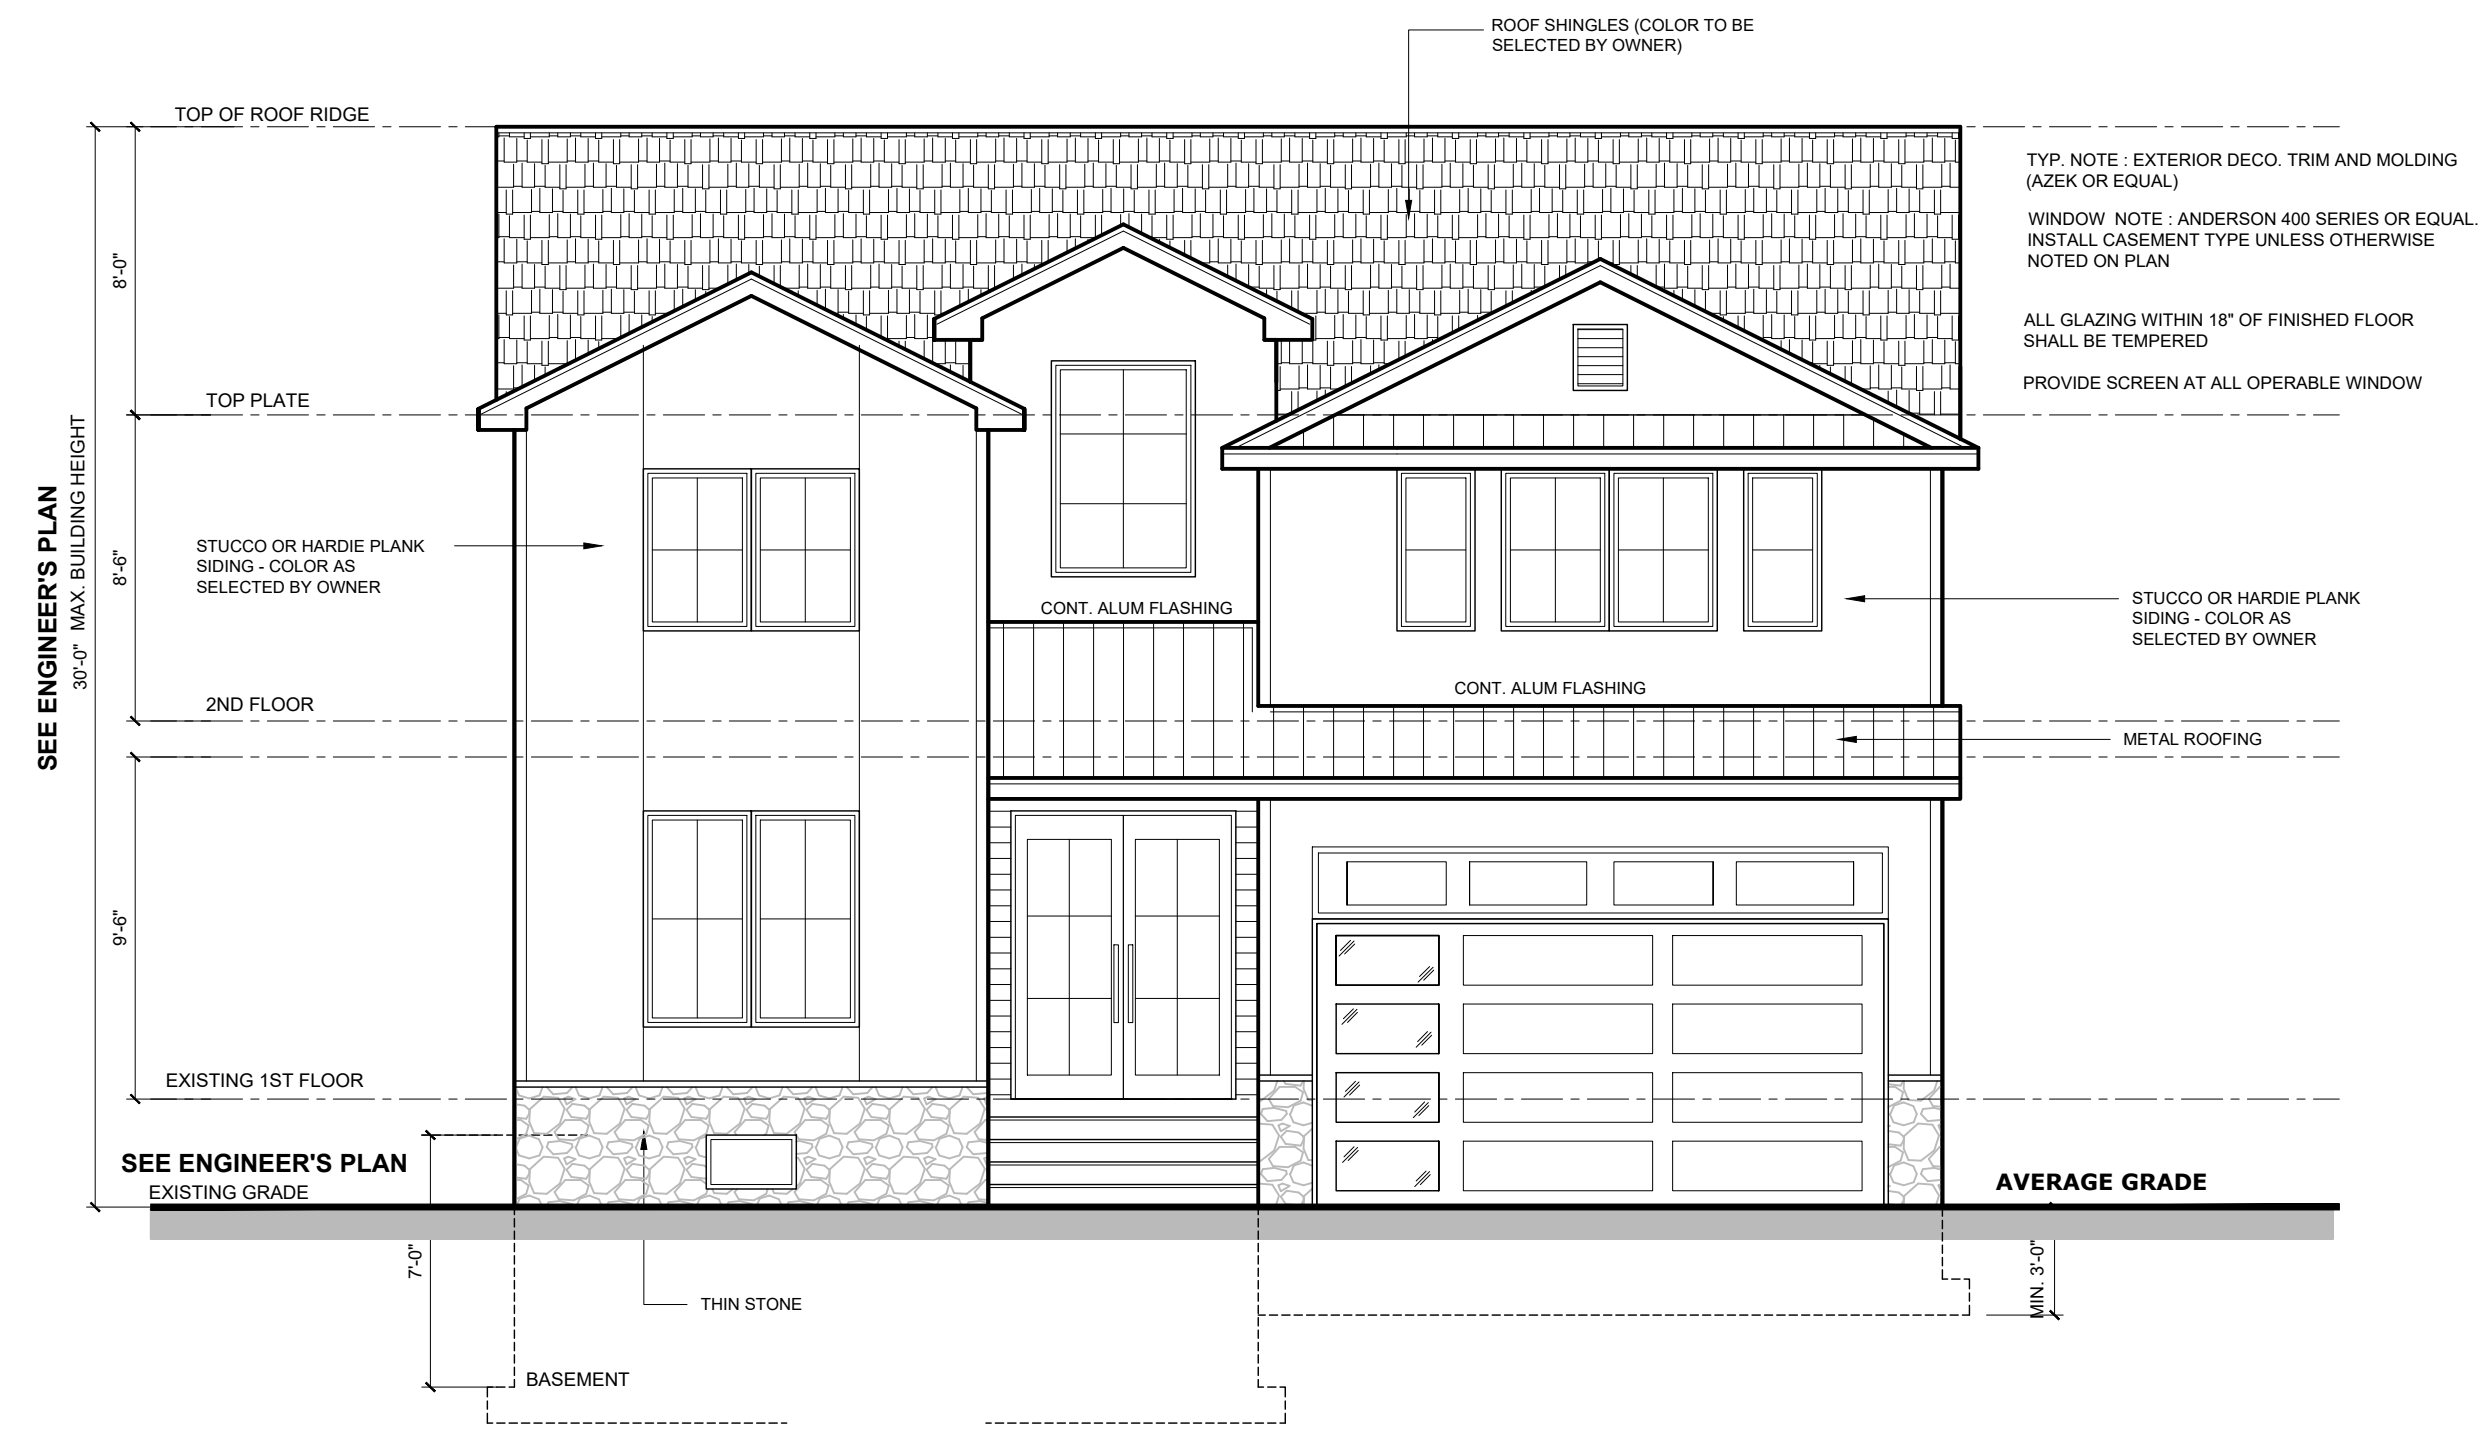 ROOF SHINGLES (COLOR TO BE
SELECTED BY OWNER)
TOP OF ROOF RIDGE
TYP. NOTE : EXTERIOR DECO. TRIM AND MOLDING
(AZEK OR EQUAL)
WINDOW  NOTE : ANDERSON 400 SERIES OR EQUAL.
INSTALL CASEMENT TYPE UNLESS OTHERWISE
NOTED ON PLAN
8'-0"
ALL GLAZING WITHIN 18" OF FINISHED FLOOR
SHALL BE TEMPERED
PROVIDE SCREEN AT ALL OPERABLE WINDOW
TOP PLATE
SEE ENGINEER'S PLAN
30'-0"  MAX. BUILDING HEIGHT
8'-6"
STUCCO OR HARDIE PLANK
SIDING - COLOR AS
SELECTED BY OWNER
CONT. ALUM FLASHING
STUCCO OR HARDIE PLANK
SIDING - COLOR AS
SELECTED BY OWNER
CONT. ALUM FLASHING
2ND FLOOR
METAL ROOFING
9'-6"
EXISTING 1ST FLOOR
SEE ENGINEER'S PLAN
EXISTING GRADE
AVERAGE GRADE
7'-0"
MIN. 3'-0"
THIN STONE
BASEMENT